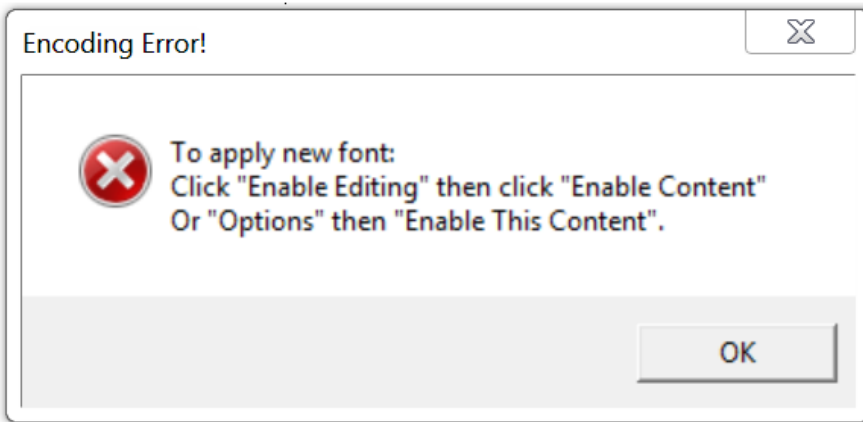 Encoding Error!
To apply new font:
Click "Enable Editing" then click "Enable Content"
Or "Options" then "Enable This Content".
OK